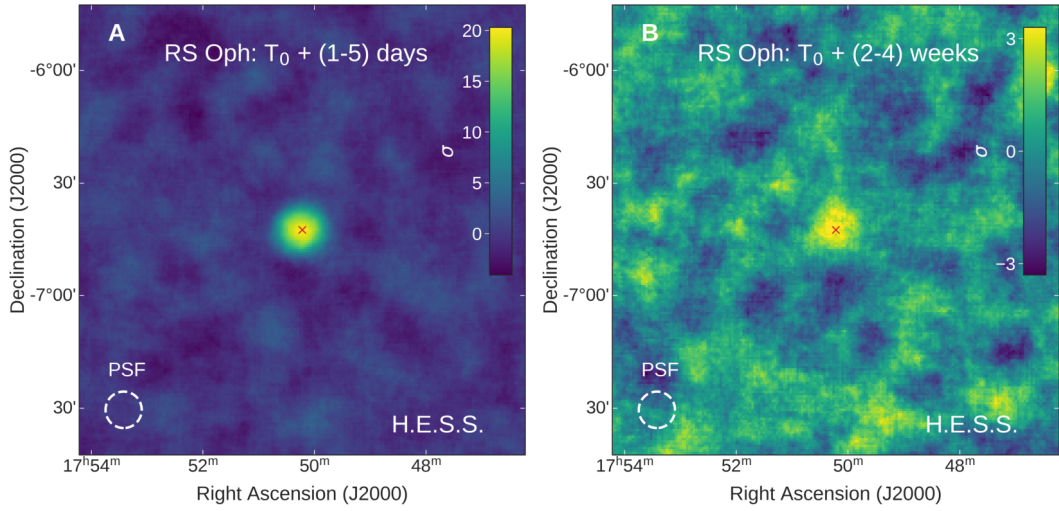 A
RS Oph: T₀ + (1-5) days
20
15
10
5
0
σ
-6°00'
30'
-7°00'
30'
Declination (J2000)
PSF
H.E.S.S.
17ʰ54ᵐ
52ᵐ
50ᵐ
48ᵐ
Right Ascension (J2000)
B
RS Oph: T₀ + (2-4) weeks
3
0
−3
σ
-6°00'
30'
-7°00'
30'
Declination (J2000)
PSF
H.E.S.S.
17ʰ54ᵐ
52ᵐ
50ᵐ
48ᵐ
Right Ascension (J2000)